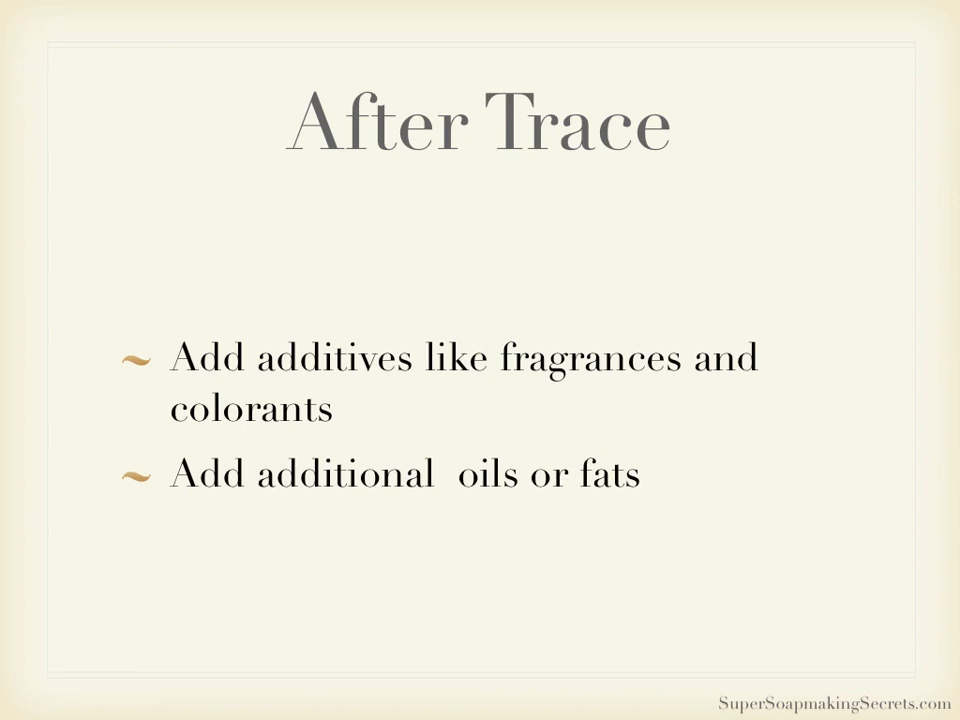 After Trace
Add additives like fragrances and
colorants
Add additional  oils or fats
SuperSoapmakingSecrets.com